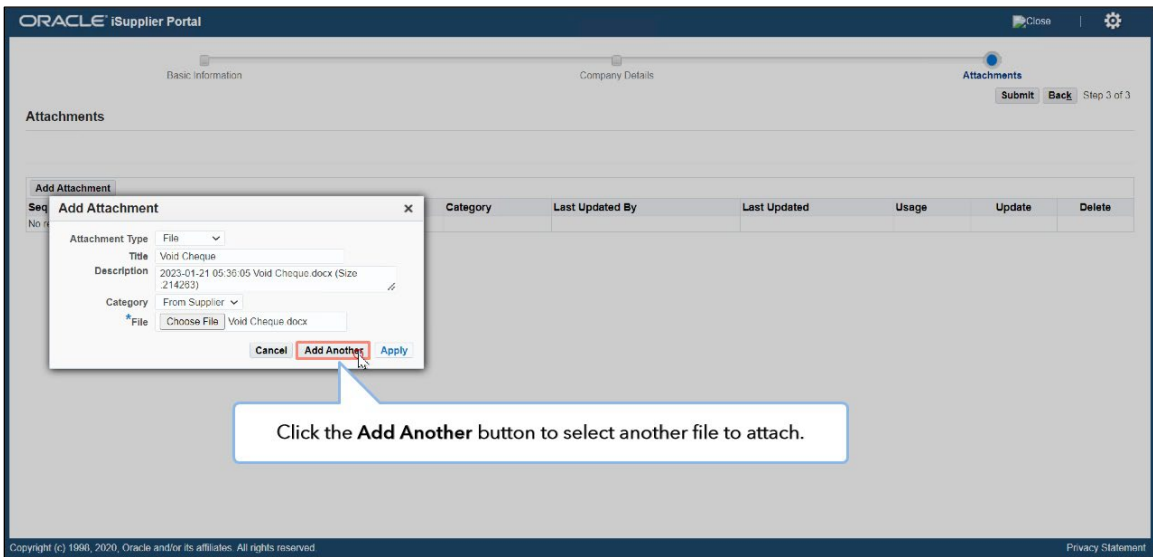 ORACLE iSupplier Portal
Close
Basic Information
Company Details
Attachments
Submit Back Step 3 of 3
Attachments
Add Attachment
Seq Category Last Updated By Last Updated Usage Update Delete
No re
Add Attachment ×
Attachment Type File
Title Void Cheque
Description 2023-01-21 05:36:05 Void Cheque.docx (Size
.214263)
Category From Supplier
*File Choose File Void Cheque docx
Cancel Add Another Apply
Click the Add Another button to select another file to attach.
Copyright (c) 1998, 2020, Oracle and/or its affiliates. All rights reserved. Privacy Statement